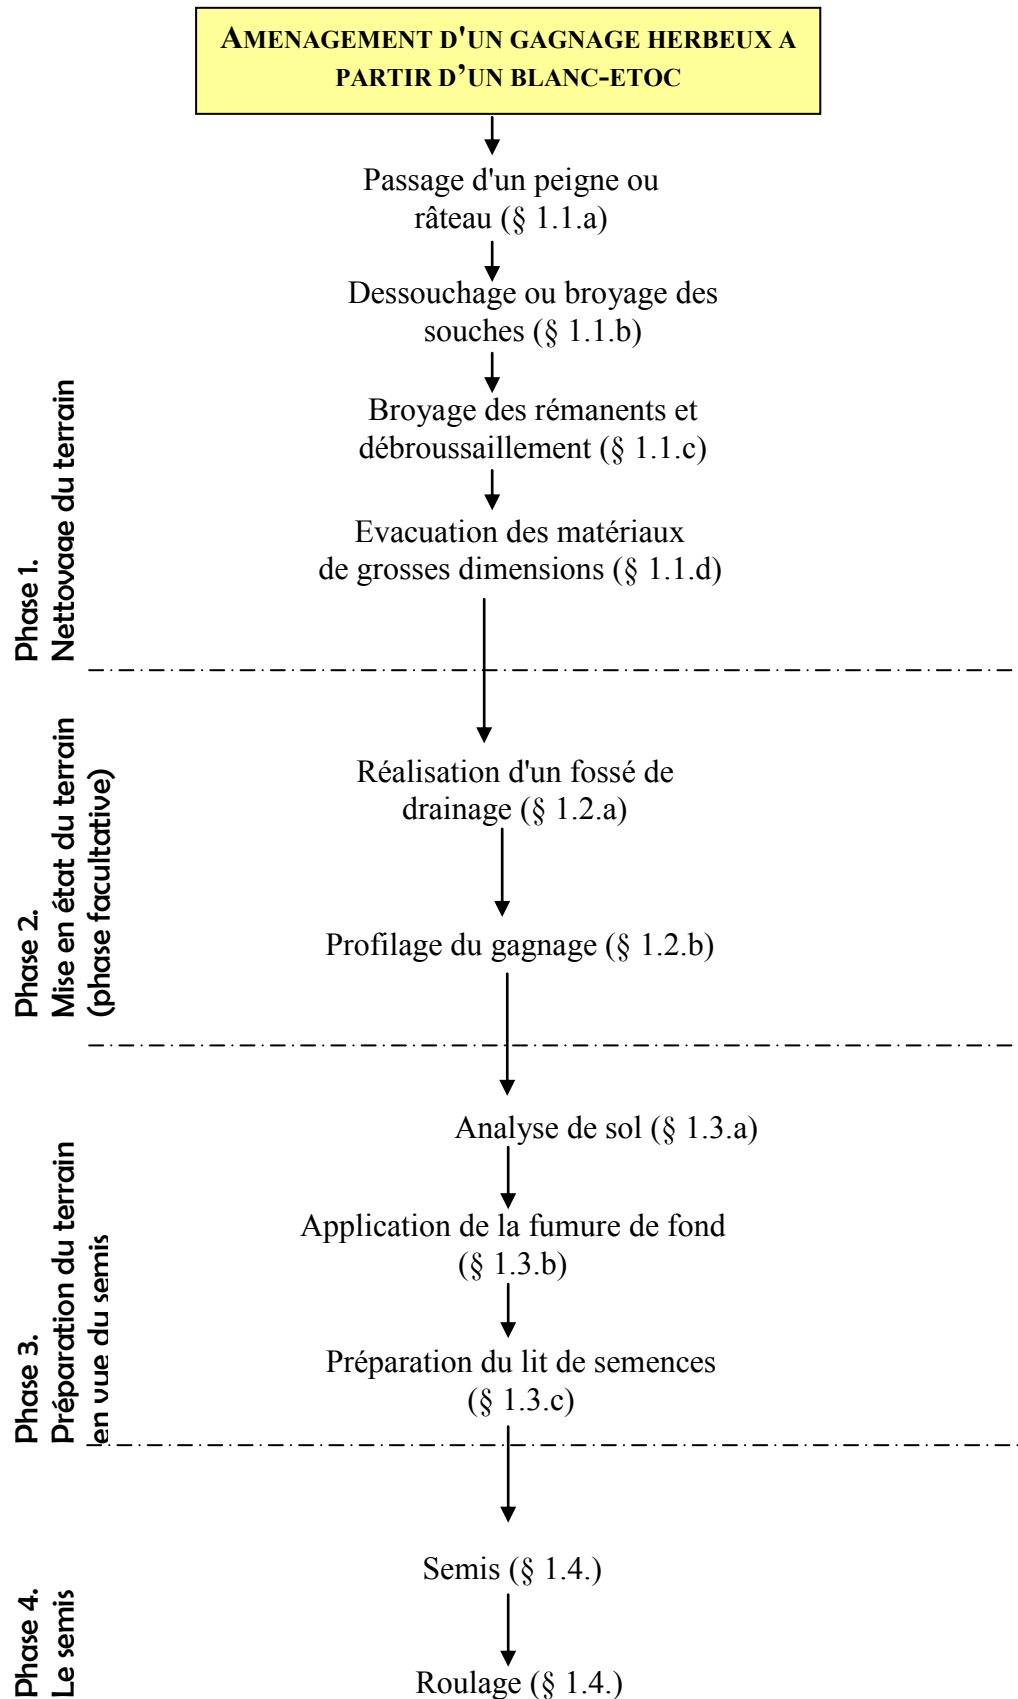 AMENAGEMENT D'UN GAGNAGE HERBEUX A
PARTIR D’UN BLANC-ETOC
Passage d'un peigne ou
râteau (§ 1.1.a)
Dessouchage ou broyage des
souches (§ 1.1.b)
Broyage des rémanents et
débroussaillement (§ 1.1.c)
Evacuation des matériaux
de grosses dimensions (§ 1.1.d)
Phase 1.
Nettoyage du terrain
Réalisation d'un fossé de
drainage (§ 1.2.a)
Profilage du gagnage (§ 1.2.b)
Phase 2.
Mise en état du terrain
(phase facultative)
Analyse de sol (§ 1.3.a)
Application de la fumure de fond
(§ 1.3.b)
Préparation du lit de semences
(§ 1.3.c)
Phase 3.
Préparation du terrain
en vue du semis
Semis (§ 1.4.)
Roulage (§ 1.4.)
Phase 4.
Le semis